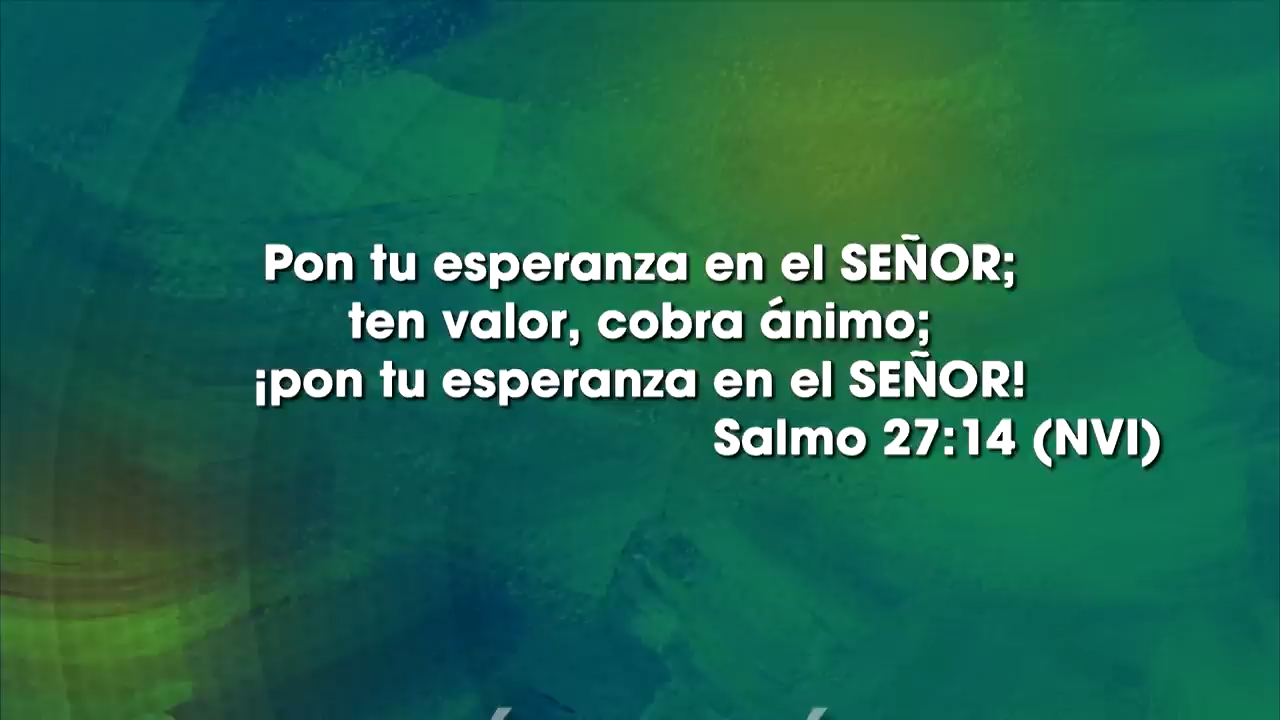 Pon tu esperanza en el SEÑOR;
ten valor, cobra ánimo;
¡pon tu esperanza en el SEÑOR!
Salmo 27:14 (NVI)